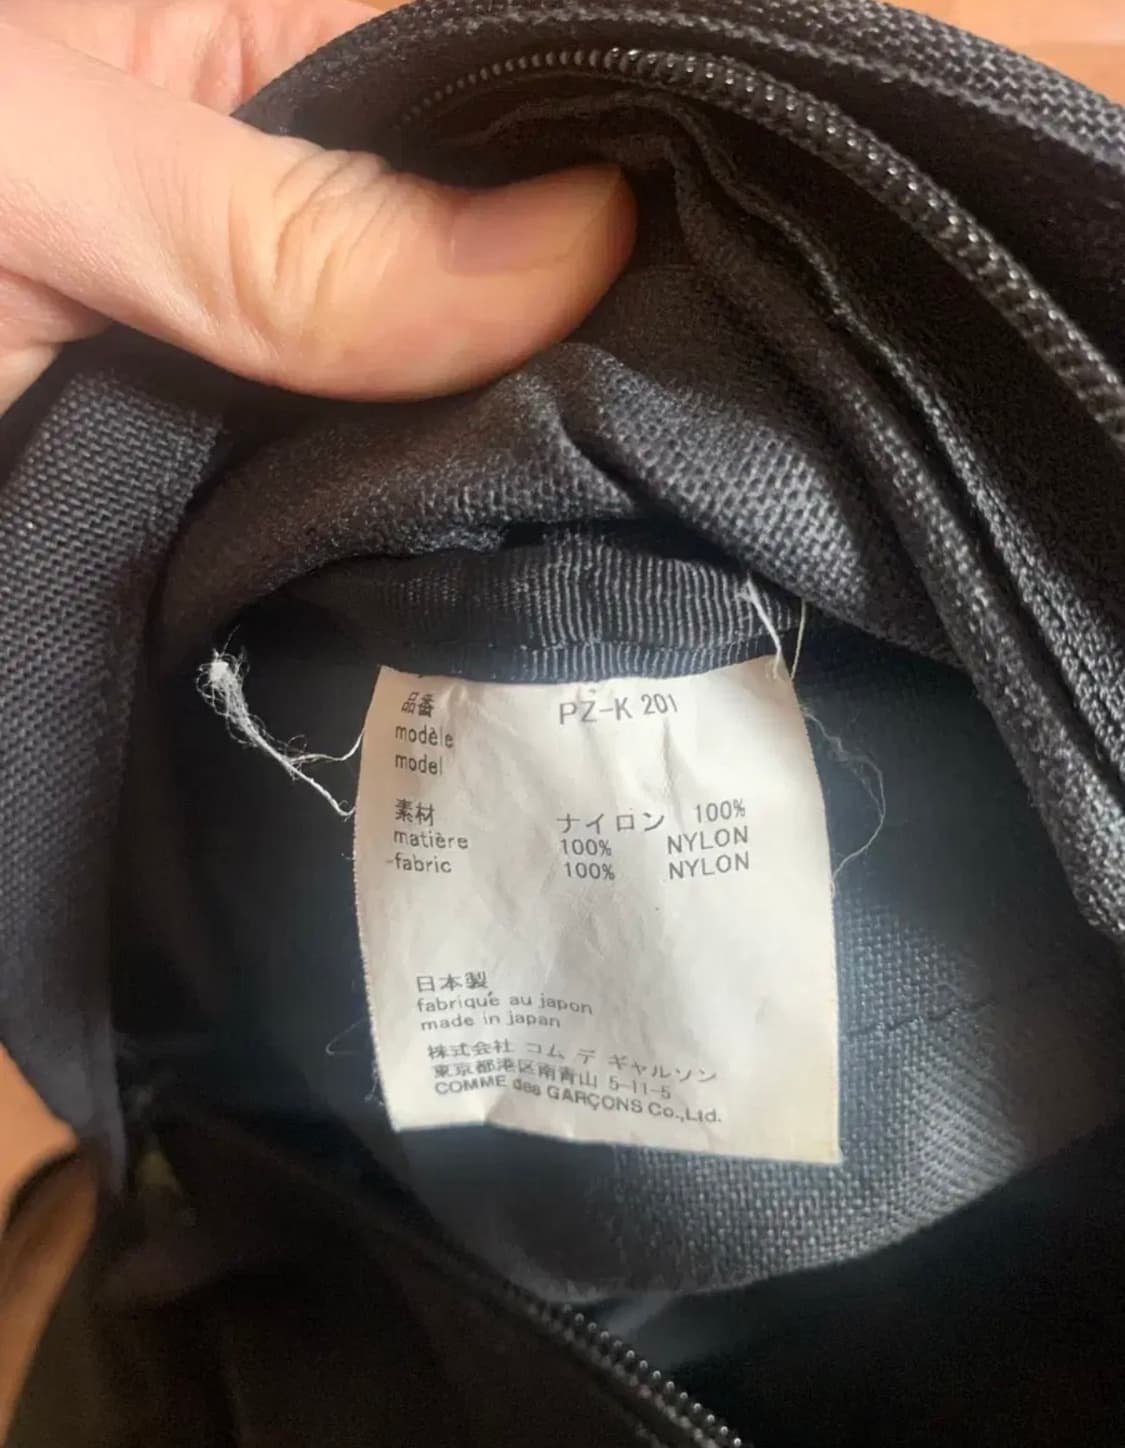 品番 PZ-K 201
modèle
model
素材 ナイロン 100%
matière 100% NYLON
fabric 100% NYLON
日本製
fabriqué au japon
made in japan
株式会社 コム デ ギャルソン
東京都港区南青山 5-11-5
COMME des GARÇONS Co.,Ltd.